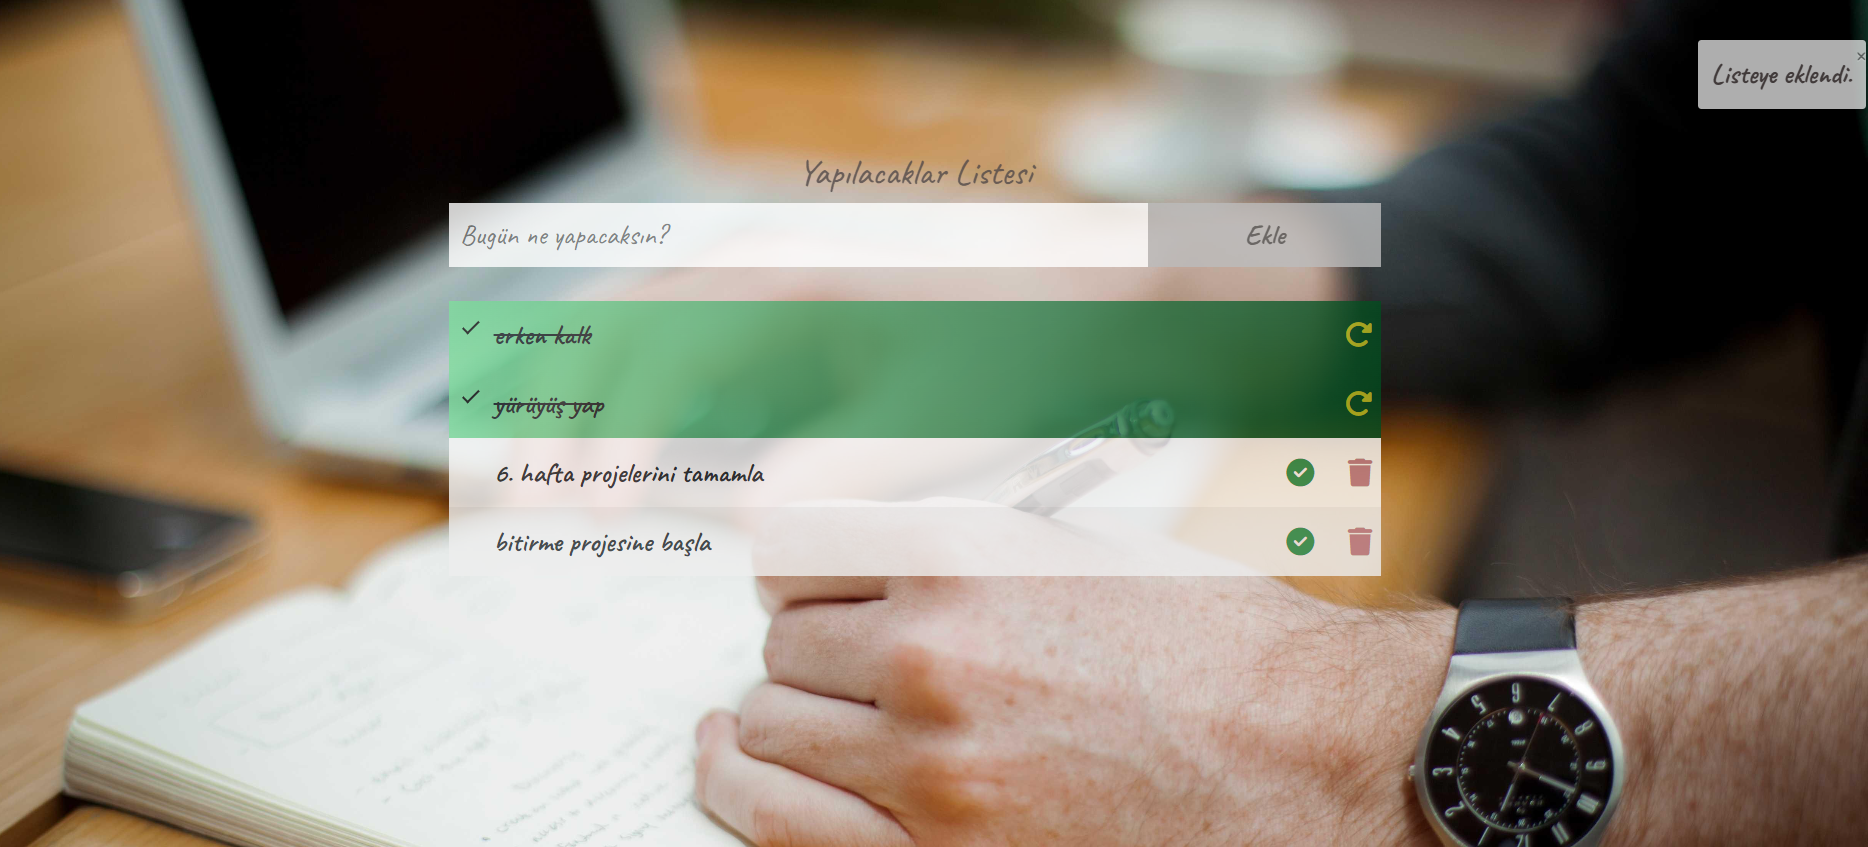 Listeye eklendi.
×
Yapılacaklar Listesi
Bugün ne yapacaksın?
Ekle
erken kalk
yürüyüş yap
6. hafta projelerini tamamla
bitirme projesine başla